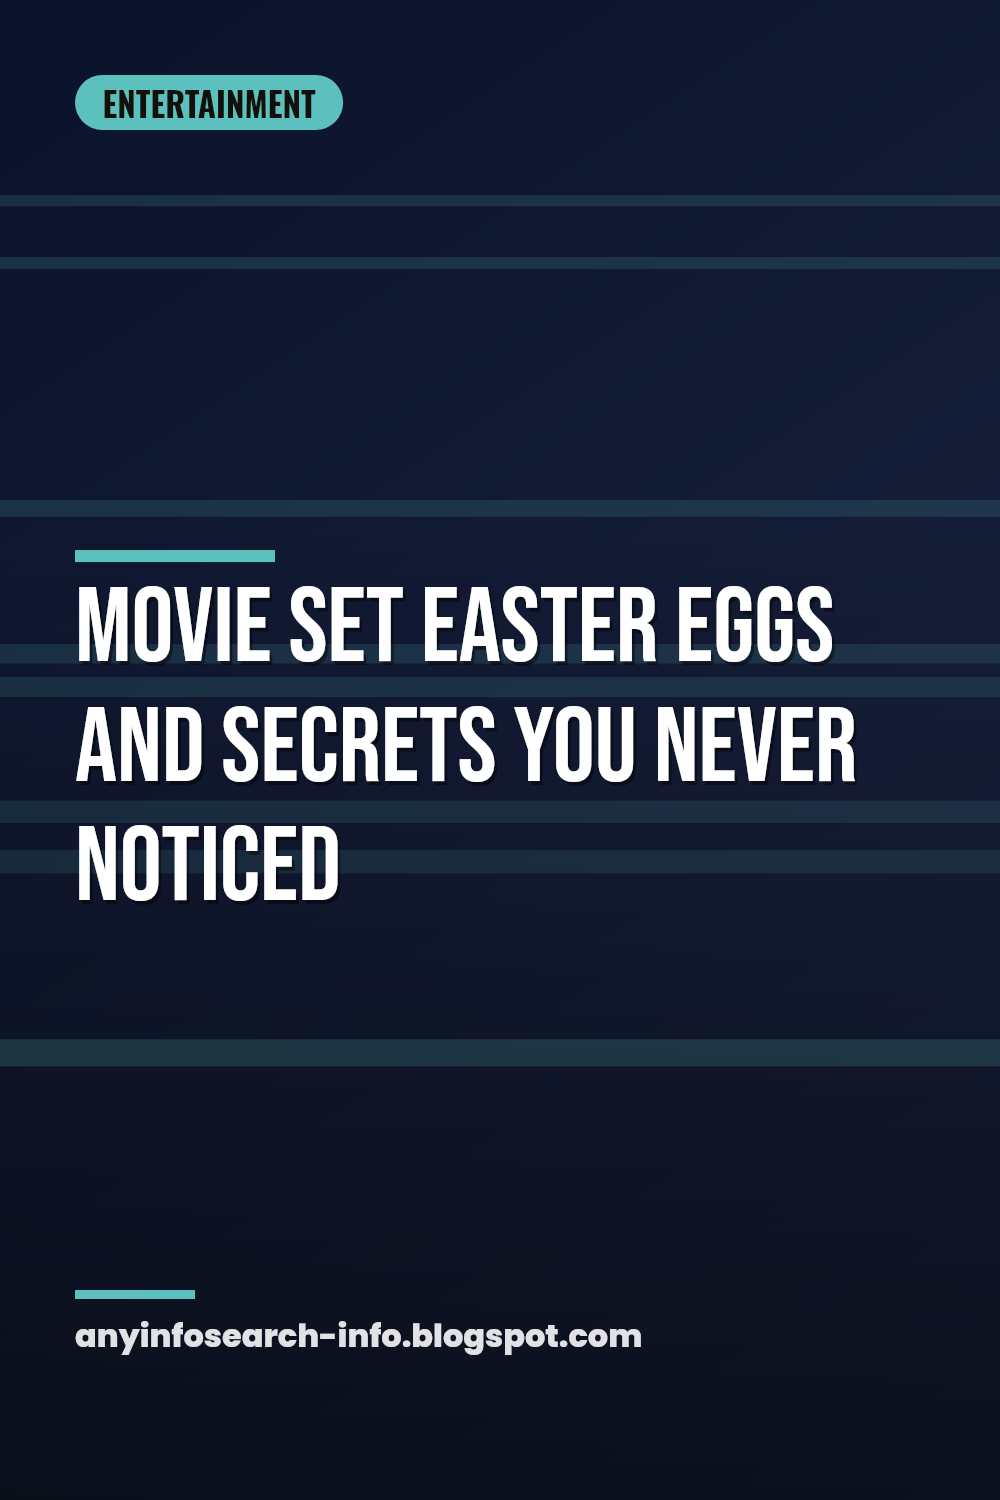 ENTERTAINMENT
MOVIE SET EASTER EGGS
AND SECRETS YOU NEVER
NOTICED
anyinfosearch-info.blogspot.com